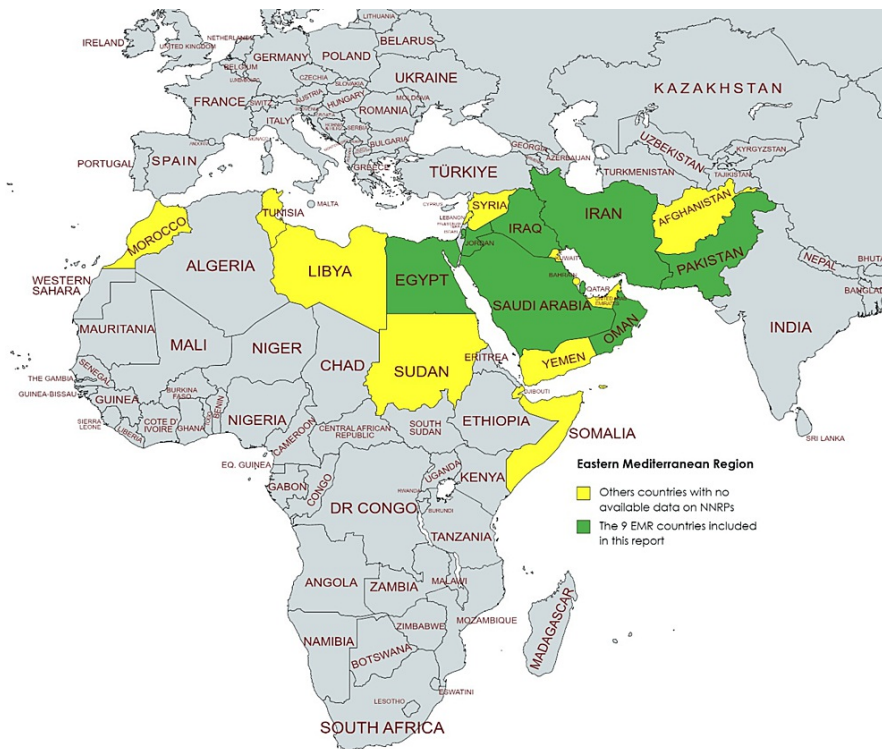 LITHUANIA
IRELAND
UNITED KINGDOM
NETHERLANDS
BELARUS
GERMANY
POLAND
BELGIUM
UKRAINE
CZECHIA
SLOVAKIA
KAZAKHSTAN
FRANCE
SWITZ.
AUSTRIA
HUNGARY
MOLDOVA
ROMANIA
ITALY
SERBIA
MONACO
BULGARIA
GEORGIA
UZBEKISTAN
KYRGYZSTAN
PORTUGAL
SPAIN
GREECE
TÜRKIYE
AZERBAIJAN
TURKMENISTAN
TAJIKISTAN
MALTA
CYPRUS
SYRIA
TUNISIA
LEBANON
IRAN
AFGHANISTAN
MOROCCO
IRAQ
JORDAN
ALGERIA
LIBYA
EGYPT
KUWAIT
PAKISTAN
NEPAL
BHUTA
WESTERN
SAHARA
BAHRAIN
QATAR
SAUDI ARABIA
BANGLAD
MAURITANIA
OMAN
INDIA
MALI
NIGER
CHAD
SUDAN
ERITREA
YEMEN
SENEGAL
THE GAMBIA
GUINEA-BISSAU
GUINEA
BURKINA
FASO
BENIN
TOGO
DJIBOUTI
SIERRA
LEONE
LIBERIA
COTE D'
IVOIRE
GHANA
NIGERIA
CAMEROON
CENTRAL AFRICAN
REPUBLIC
SOUTH
SUDAN
ETHIOPIA
SOMALIA
SRI LANKA
EQ. GUINEA
GABON
CONGO
UGANDA
KENYA
RWANDA
BURUNDI
DR CONGO
TANZANIA
Eastern Mediterranean Region
Others countries with no
available data on NNRPs
The 9 EMR countries included
in this report
ANGOLA
ZAMBIA
MALAWI
MOZAMBIQUE
ZIMBABWE
MADAGASCAR
NAMIBIA
BOTSWANA
ESWATINI
LESOTHO
SOUTH AFRICA